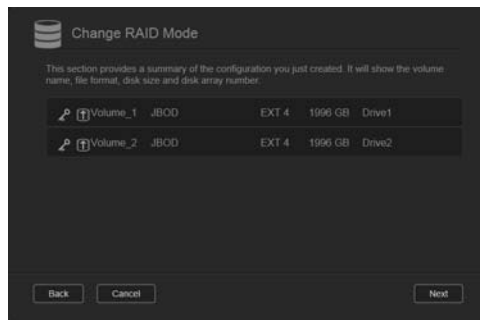 Change RAID Mode
This section provides a summary of the configuration you just created. It will show the volume
name, file format, disk size and disk array number.
Volume_1 JBOD EXT 4 1996 GB Drive1
Volume_2 JBOD EXT 4 1996 GB Drive2
Back Cancel Next